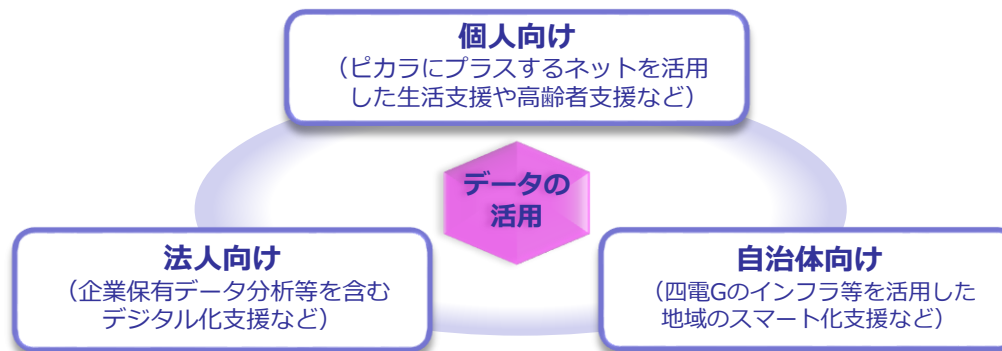 個人向け
（ピカラにプラスするネットを活用
した生活支援や高齢者支援など）
データの
活用
法人向け
（企業保有データ分析等を含む
デジタル化支援など）
自治体向け
（四電Gのインフラ等を活用した
地域のスマート化支援など）